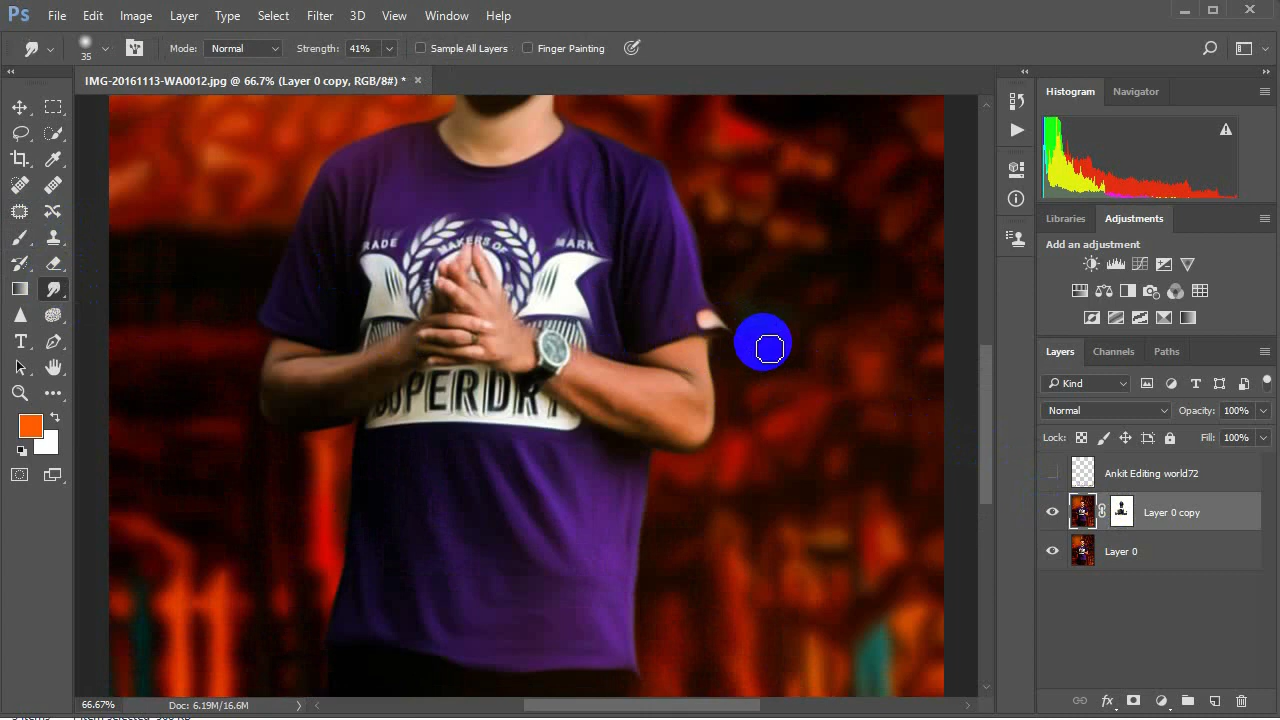 Ps File Edit Image Layer Type Select Filter 3D View Window Help
35 Mode: Normal Strength: 41% Sample All Layers Finger Painting
IMG-20161113-WA0012.jpg @ 66.7% (Layer 0 copy, RGB/8#) * ×
Histogram Navigator
Libraries Adjustments
Add an adjustment
RADE MAKERS OF MARK
SUPERDRY
Layers Channels Paths
Kind
Normal Opacity: 100%
Lock: Fill: 100%
Ankit Editing world72
Layer 0 copy
Layer 0
66.67% Doc: 6.19M/16.6M